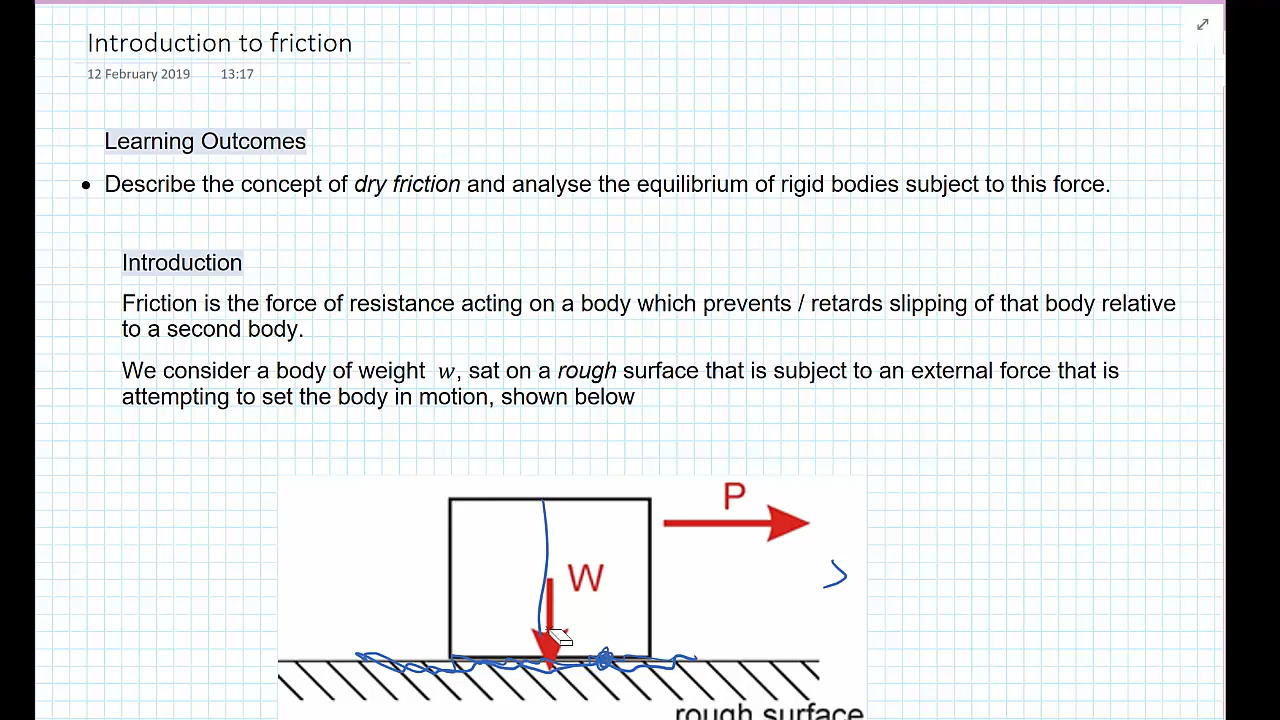 Introduction to friction
12 February 2019 13:17
Learning Outcomes
• Describe the concept of dry friction and analyse the equilibrium of rigid bodies subject to this force.
Introduction
Friction is the force of resistance acting on a body which prevents / retards slipping of that body relative
to a second body.
We consider a body of weight w, sat on a rough surface that is subject to an external force that is
attempting to set the body in motion, shown below
P
W
rough surface